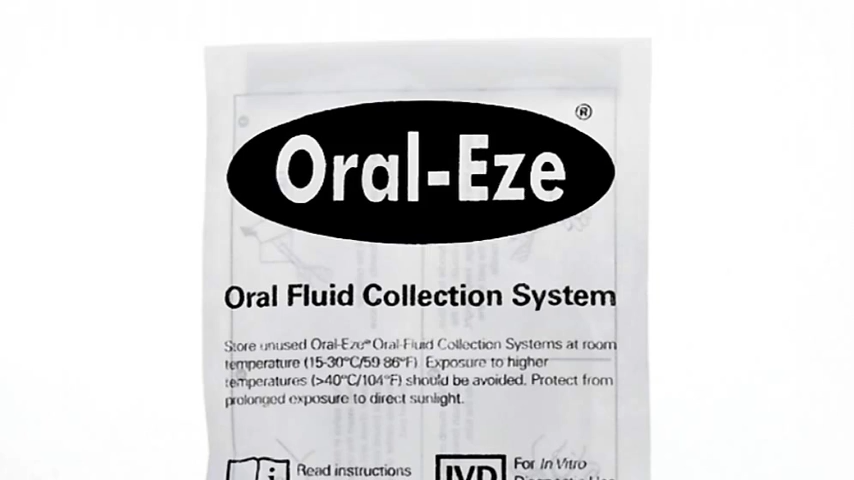 Oral-Eze®
Oral Fluid Collection System
Store unused Oral-Eze® Oral Fluid Collection Systems at room
temperature (15-30°C/59 86°F) Exposure to higher
temperatures (>40°C/104°F) should be avoided. Protect from
prolonged exposure to direct sunlight.
Read instructions
IVD
For In Vitro
Diagnostic Use